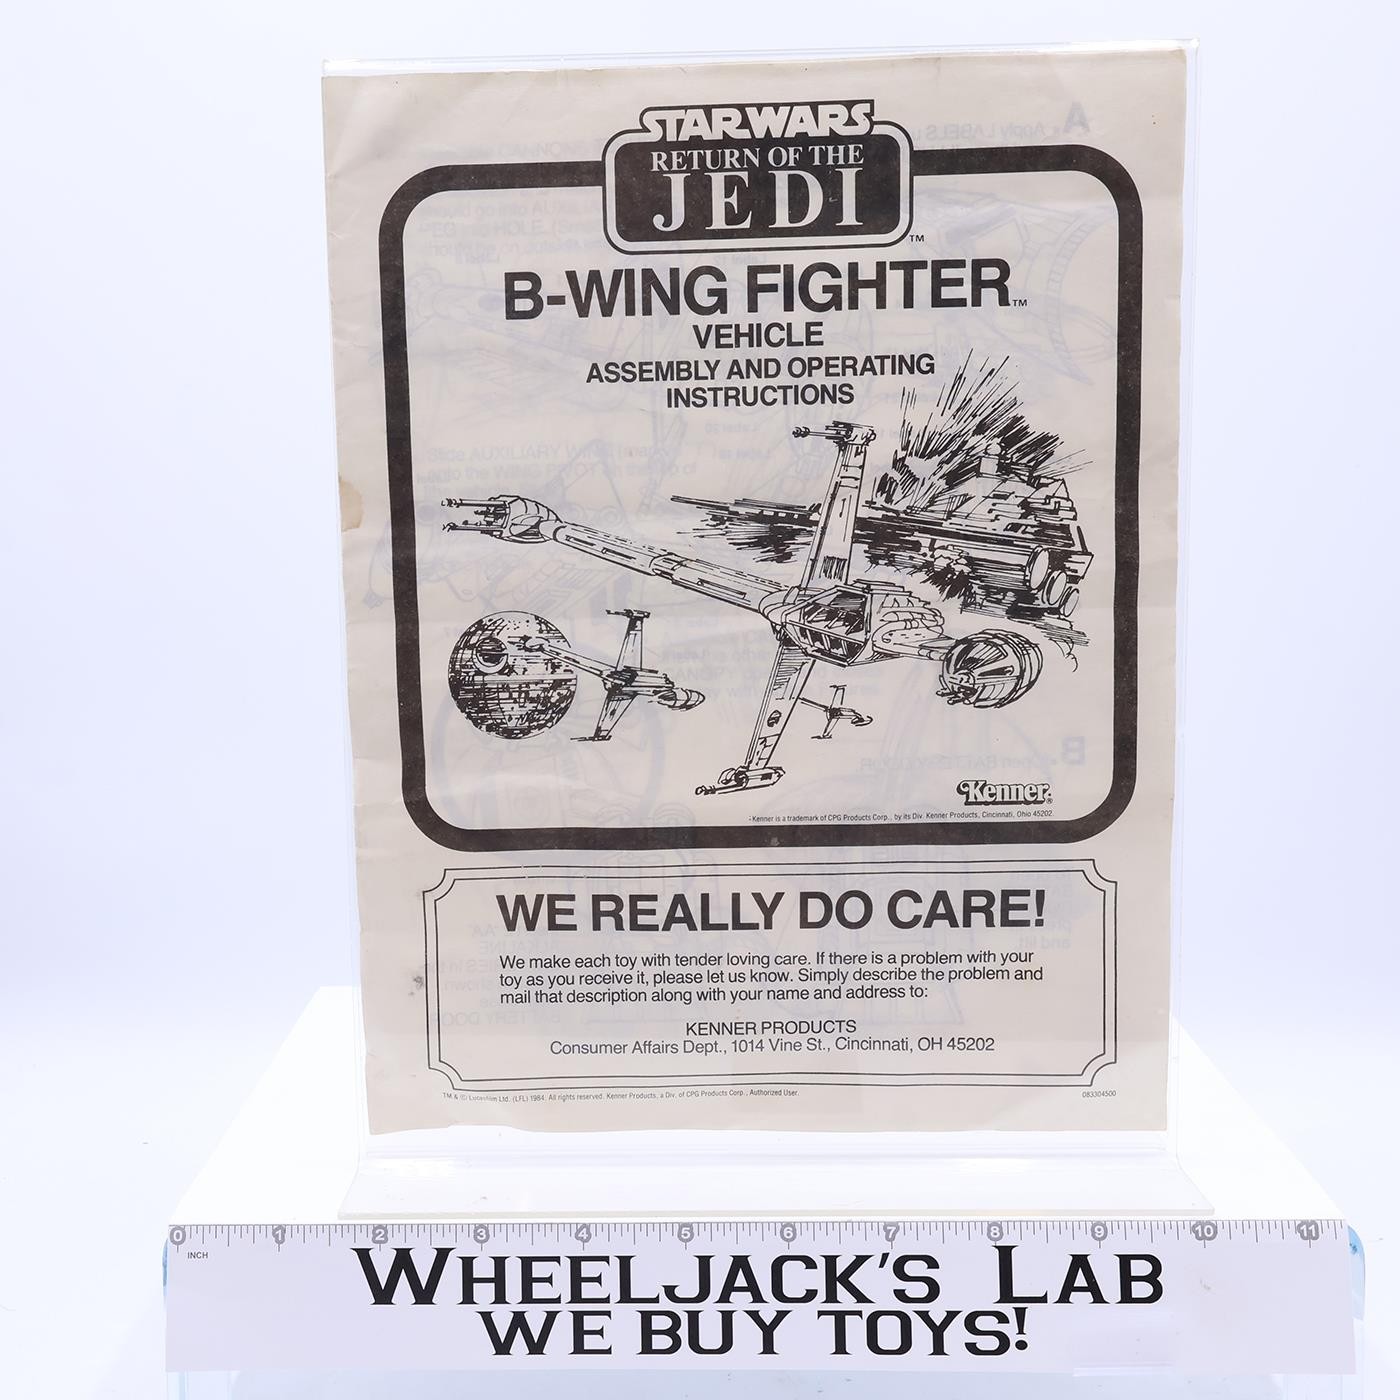 STAR WARS
RETURN OF THE
JEDI
TM
B-WING FIGHTER TM
VEHICLE
ASSEMBLY AND OPERATING
INSTRUCTIONS
Kenner®
Kenner is a trademark of CPG Products Corp., by its Div. Kenner Products, Cincinnati, Ohio 45202.
WE REALLY DO CARE!
We make each toy with tender loving care. If there is a problem with your
toy as you receive it, please let us know. Simply describe the problem and
mail that description along with your name and address to:
KENNER PRODUCTS
Consumer Affairs Dept., 1014 Vine St., Cincinnati, OH 45202
TM & © Lucasfilm Ltd. (LFL) 1984. All rights reserved. Kenner Products, a Div. of CPG Products Corp., Authorized User.
083304500
0 1 2 3 4 5 6 7 8 9 10 11
INCH
WHEELJACK'S LAB
WE BUY TOYS!